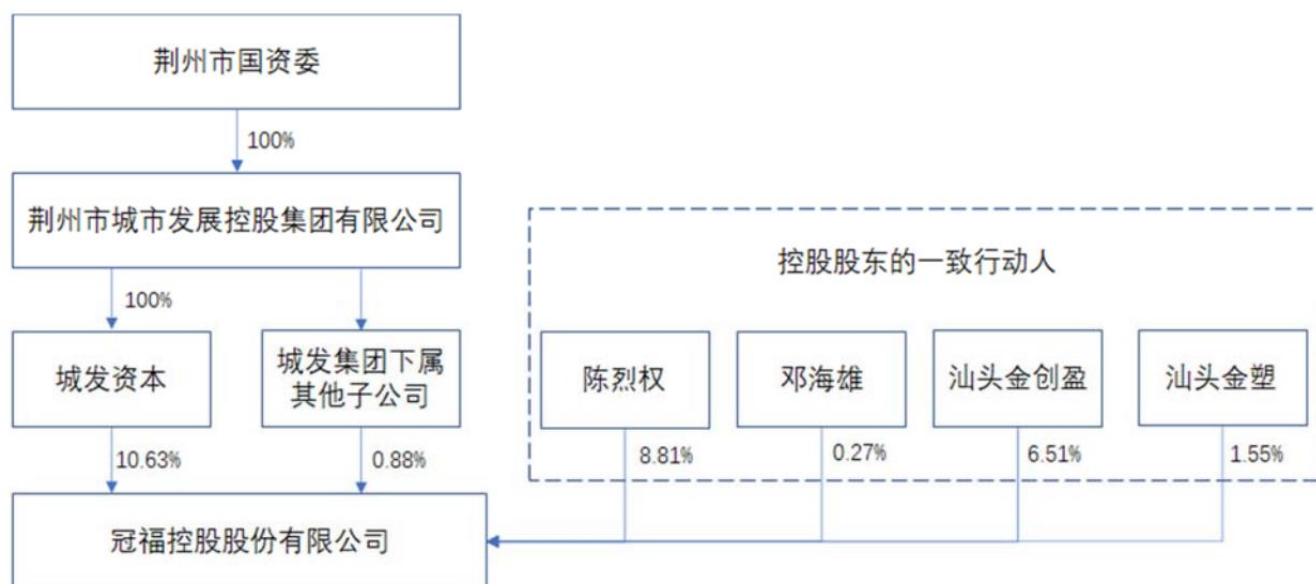 荆州市国资委
100%
荆州市城市发展控股集团有限公司
控股股东的一致行动人
100%
城发资本
城发集团下属
其他子公司
陈烈权
邓海雄
汕头金创盈
汕头金塑
10.63%
0.88%
8.81%
0.27%
6.51%
1.55%
冠福控股股份有限公司